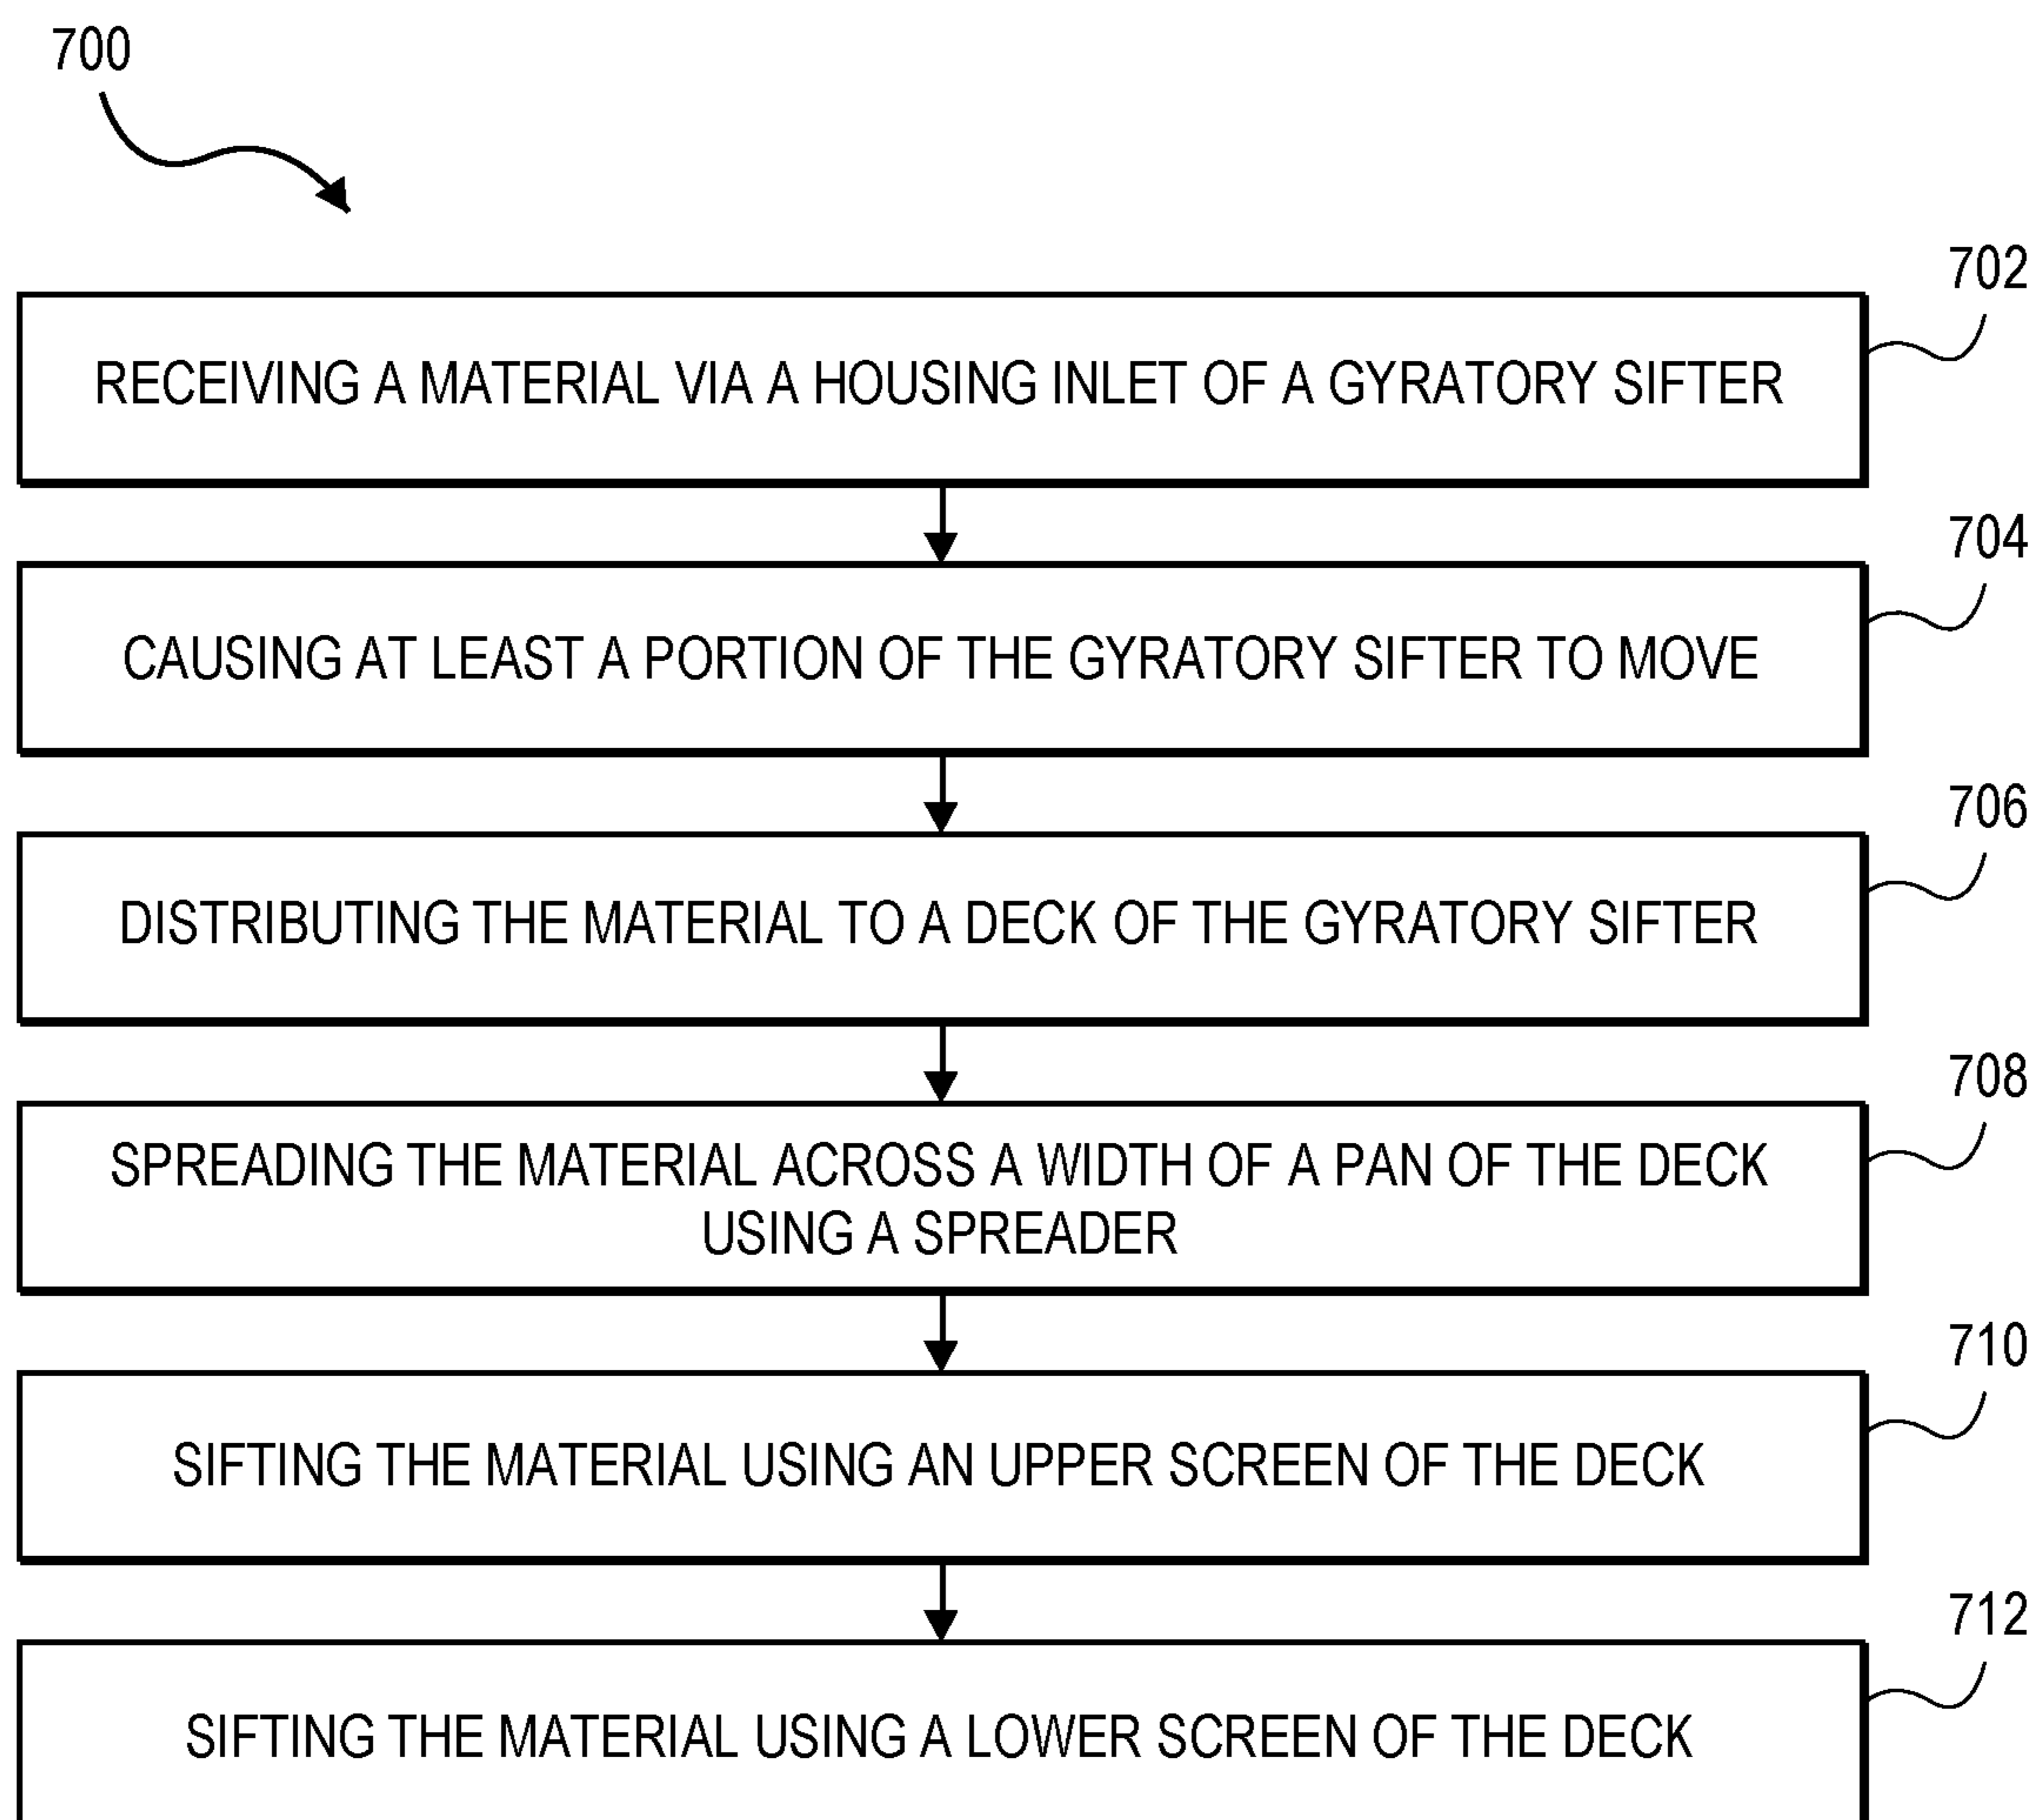 700
702
RECEIVING A MATERIAL VIA A HOUSING INLET OF A GYRATORY SIFTER
704
CAUSING AT LEAST A PORTION OF THE GYRATORY SIFTER TO MOVE
706
DISTRIBUTING THE MATERIAL TO A DECK OF THE GYRATORY SIFTER
708
SPREADING THE MATERIAL ACROSS A WIDTH OF A PAN OF THE DECK
USING A SPREADER
710
SIFTING THE MATERIAL USING AN UPPER SCREEN OF THE DECK
712
SIFTING THE MATERIAL USING A LOWER SCREEN OF THE DECK